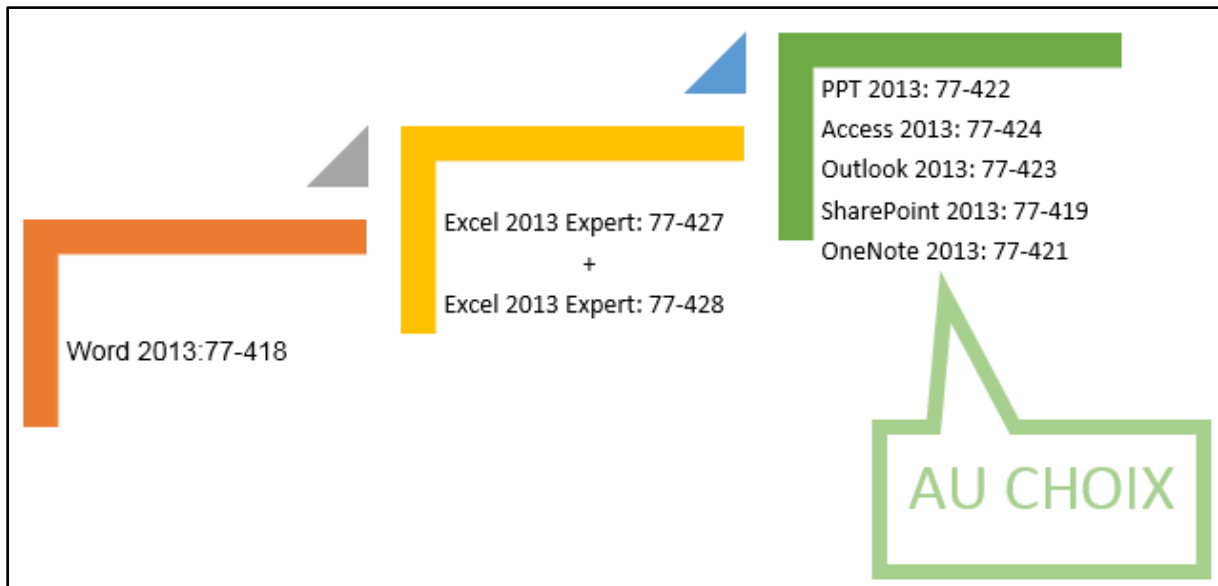 Word 2013:77-418
Excel 2013 Expert: 77-427
+
Excel 2013 Expert: 77-428
PPT 2013: 77-422
Access 2013: 77-424
Outlook 2013: 77-423
SharePoint 2013: 77-419
OneNote 2013: 77-421
AU CHOIX